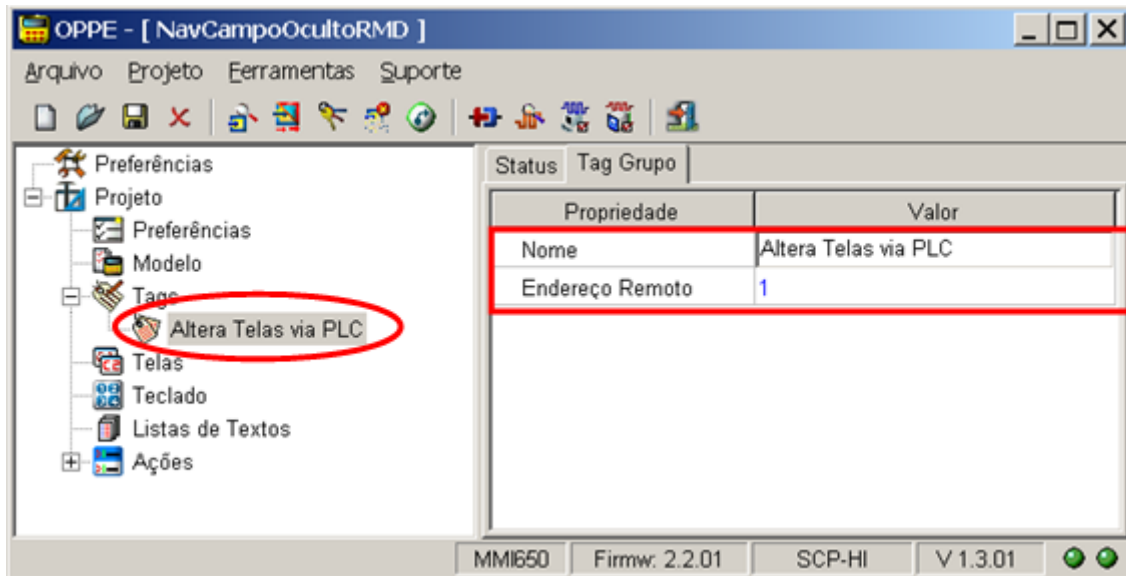 OPPE - [ NavCampoOcultoRMD ]
Arquivo Projeto Ferramentas Suporte
Preferências
Projeto
Preferências
Modelo
Tags
Altera Telas via PLC
Telas
Teclado
Listas de Textos
Ações
Status Tag Grupo
Propriedade Valor
Nome Altera Telas via PLC
Endereço Remoto 1
MMI650 Firmw: 2.2.01 SCP-HI V 1.3.01